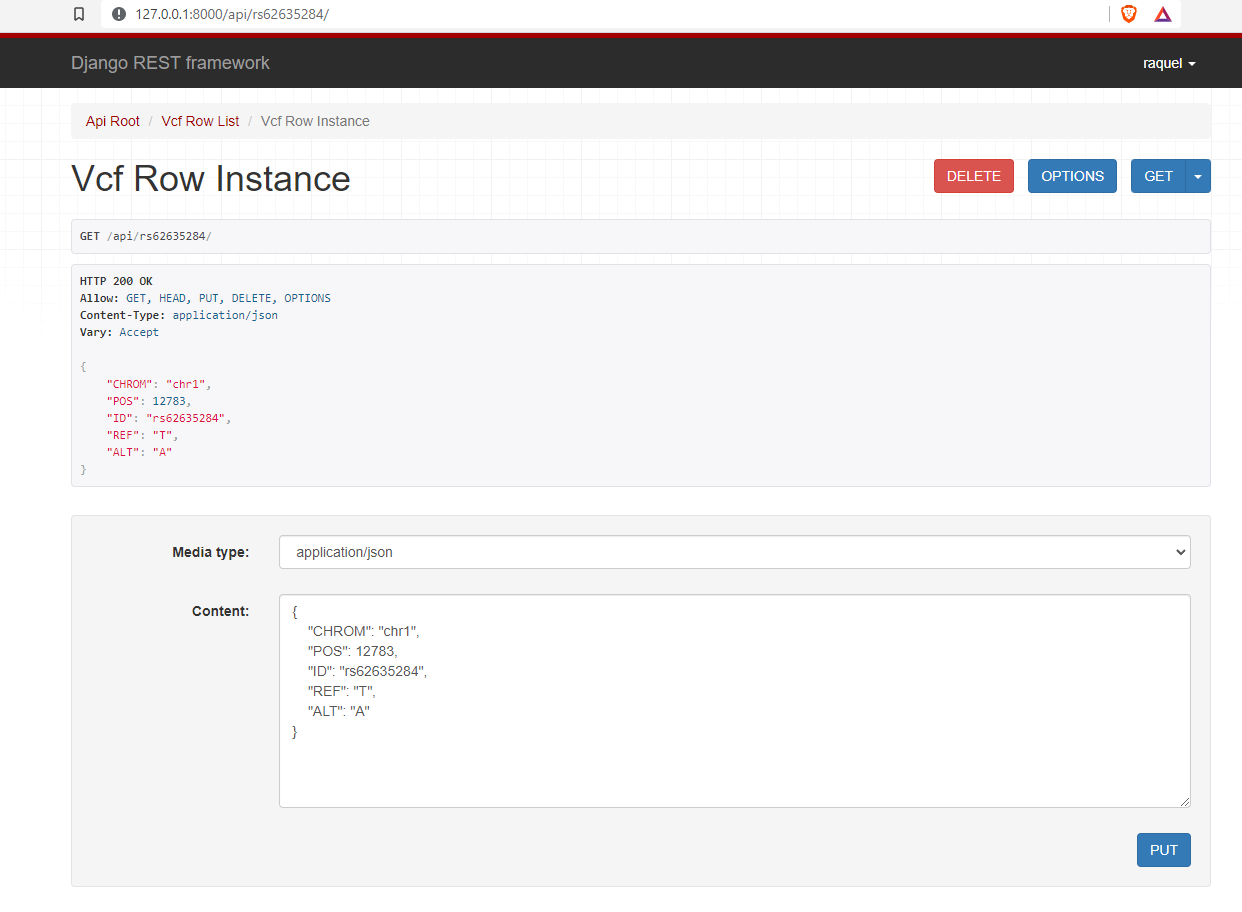 127.0.0.1:8000/api/rs62635284/
Django REST framework
raquel
Api Root / Vcf Row List / Vcf Row Instance
Vcf Row Instance
DELETE
OPTIONS
GET
GET /api/rs62635284/
HTTP 200 OK
Allow: GET, HEAD, PUT, DELETE, OPTIONS
Content-Type: application/json
Vary: Accept
{
"CHROM": "chr1",
"POS": 12783,
"ID": "rs62635284",
"REF": "T",
"ALT": "A"
}
Media type:
application/json
Content:
{
"CHROM": "chr1",
"POS": 12783,
"ID": "rs62635284",
"REF": "T",
"ALT": "A"
}
PUT